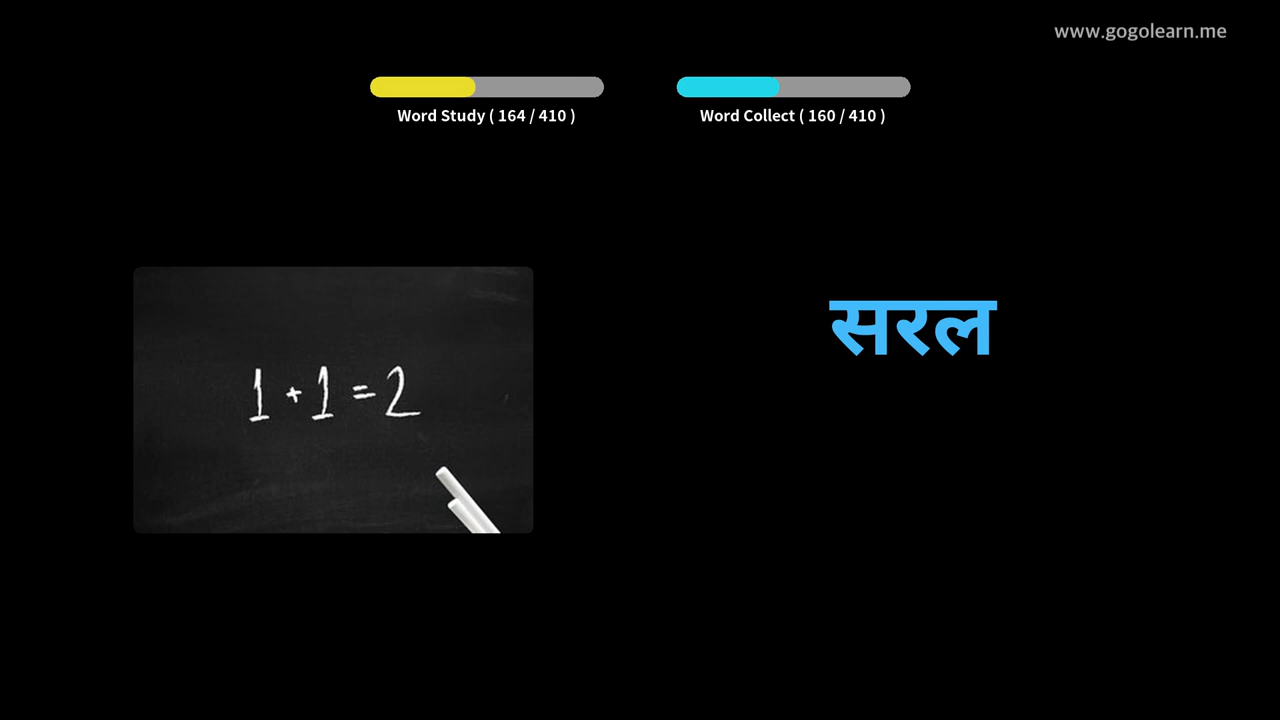 www.gogolearn.me
Word Study ( 164 / 410 )
Word Collect ( 160 / 410 )
सरल
1 + 1 = 2